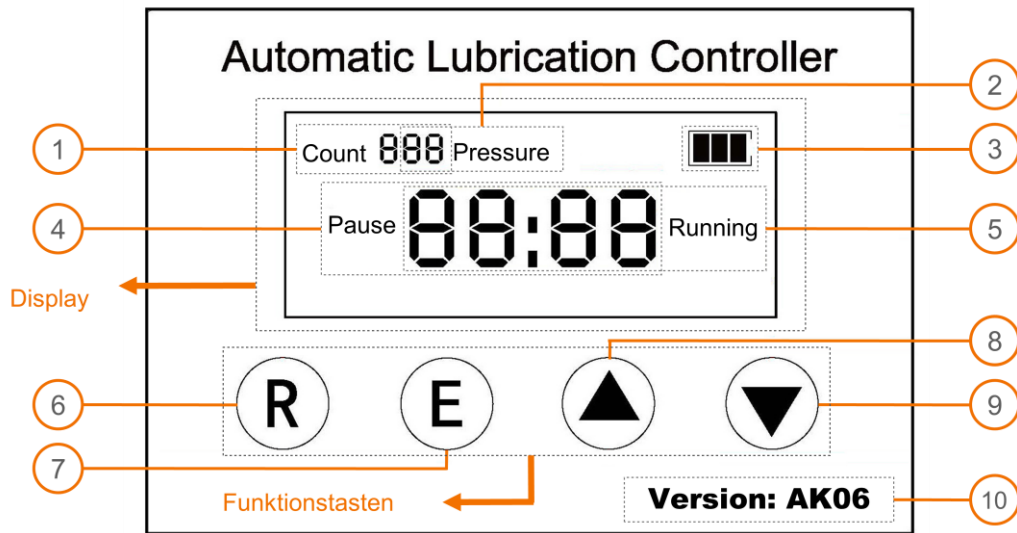 Automatic Lubrication Controller
2
1
Count 888 Pressure
3
4
Pause 88:88 Running
5
Display
8
R E
6
9
7
Funktionstasten
Version: AK06
10